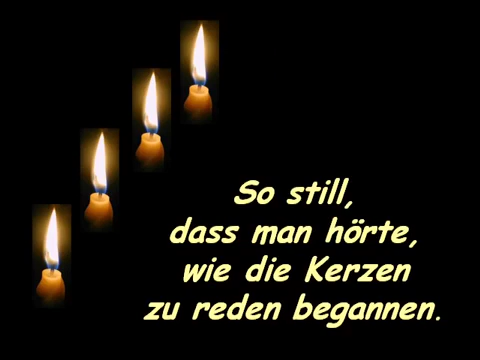 So still,
dass man hörte,
wie die Kerzen
zu reden begannen.